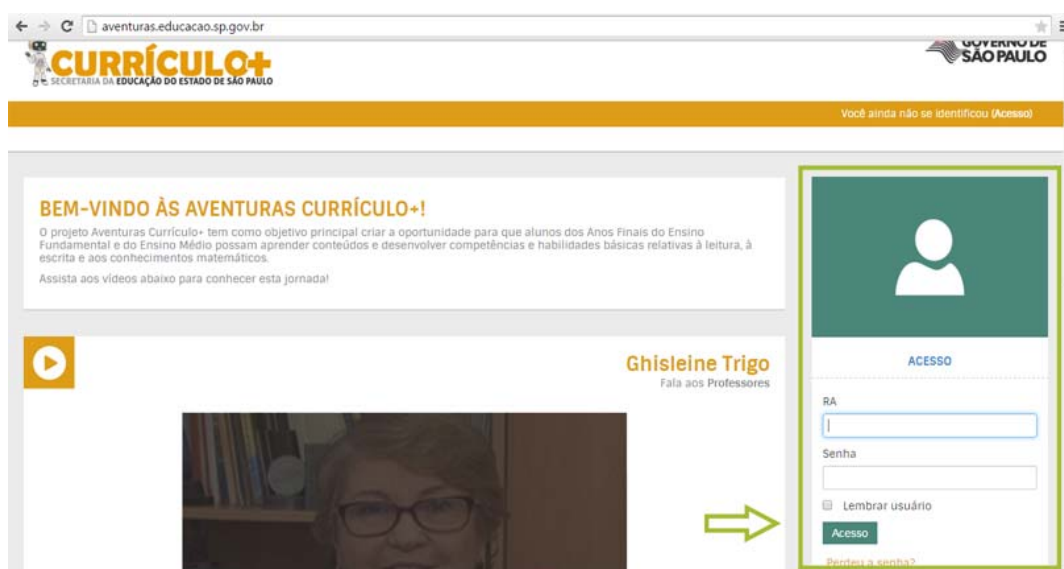 aventuras.educacao.sp.gov.br
CURRÍCULO+
SECRETARIA DA EDUCAÇÃO DO ESTADO DE SÃO PAULO
GOVERNO DE
SÃO PAULO
Você ainda não se identificou (Acesso)
BEM-VINDO ÀS AVENTURAS CURRÍCULO+!
O projeto Aventuras Currículo+ tem como objetivo principal criar a oportunidade para que alunos dos Anos Finais do Ensino
Fundamental e do Ensino Médio possam aprender conteúdos e desenvolver competências e habilidades básicas relativas à leitura, à
escrita e aos conhecimentos matemáticos.
Assista aos vídeos abaixo para conhecer esta jornada!
Ghisleine Trigo
Fala aos Professores
ACESSO
RA
Senha
Lembrar usuário
Acesso
Perdeu a senha?